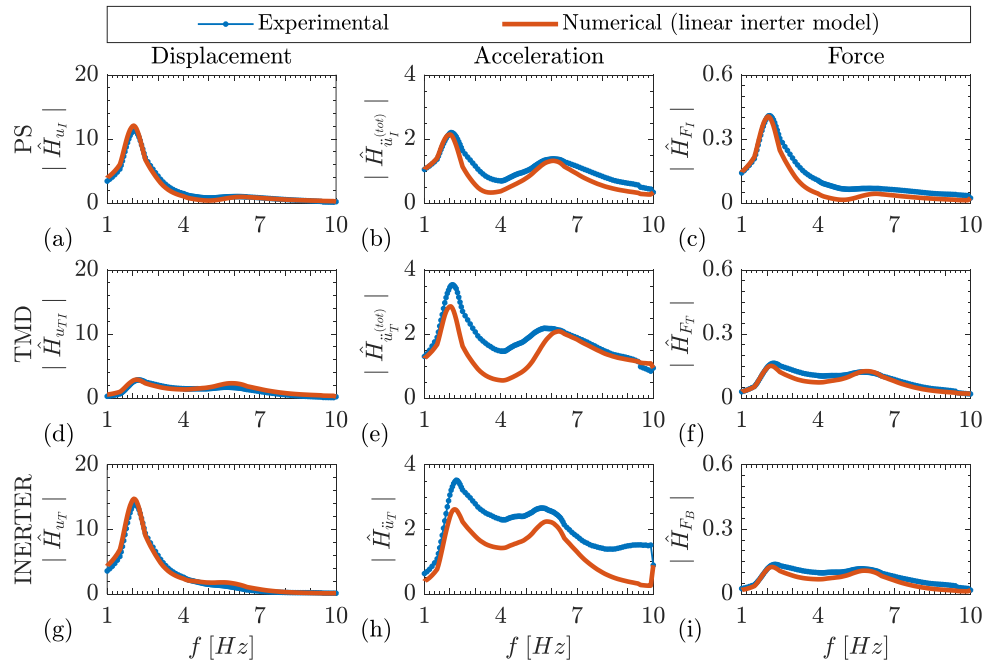 Experimental Numerical (linear inerter model)
Displacement Acceleration Force
PS
| Ĥ_{u_I} |
20
10
0
1 4 7 10
(a)
| Ĥ_{ü_I^{(tot)}} |
4
2
0
1 4 7 10
(b)
| Ĥ_{F_I} |
0.6
0.3
0
1 4 7 10
(c)
TMD
| Ĥ_{u_{TI}} |
20
10
0
1 4 7 10
(d)
| Ĥ_{ü_T^{(tot)}} |
4
2
0
1 4 7 10
(e)
| Ĥ_{F_T} |
0.6
0.3
0
1 4 7 10
(f)
INERTER
| Ĥ_{u_T} |
20
10
0
1 4 7 10
(g)
f [Hz]
| Ĥ_{ü_T} |
4
2
0
1 4 7 10
(h)
f [Hz]
| Ĥ_{F_B} |
0.6
0.3
0
1 4 7 10
(i)
f [Hz]